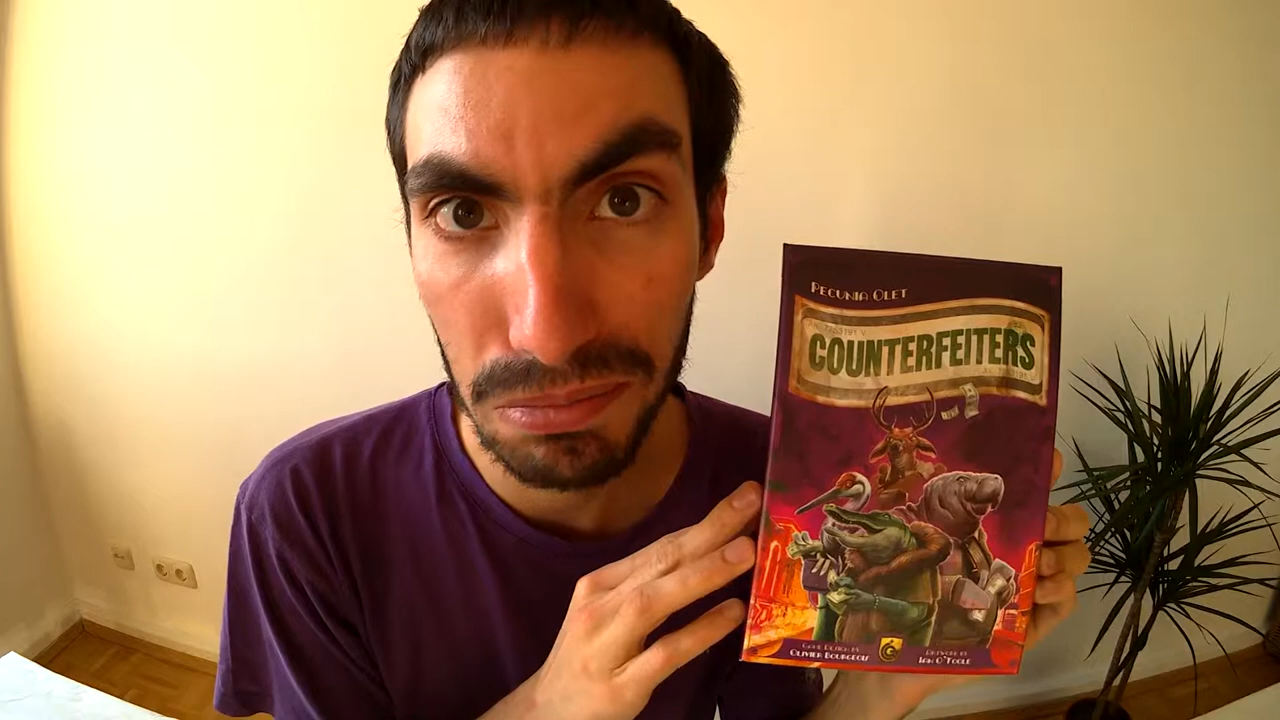 PECUNIA OLET
COUNTERFEITERS
GAME DESIGN BY
OLIVIER BOURGEOIS
ARTWORK BY
IAN O'TOOLE